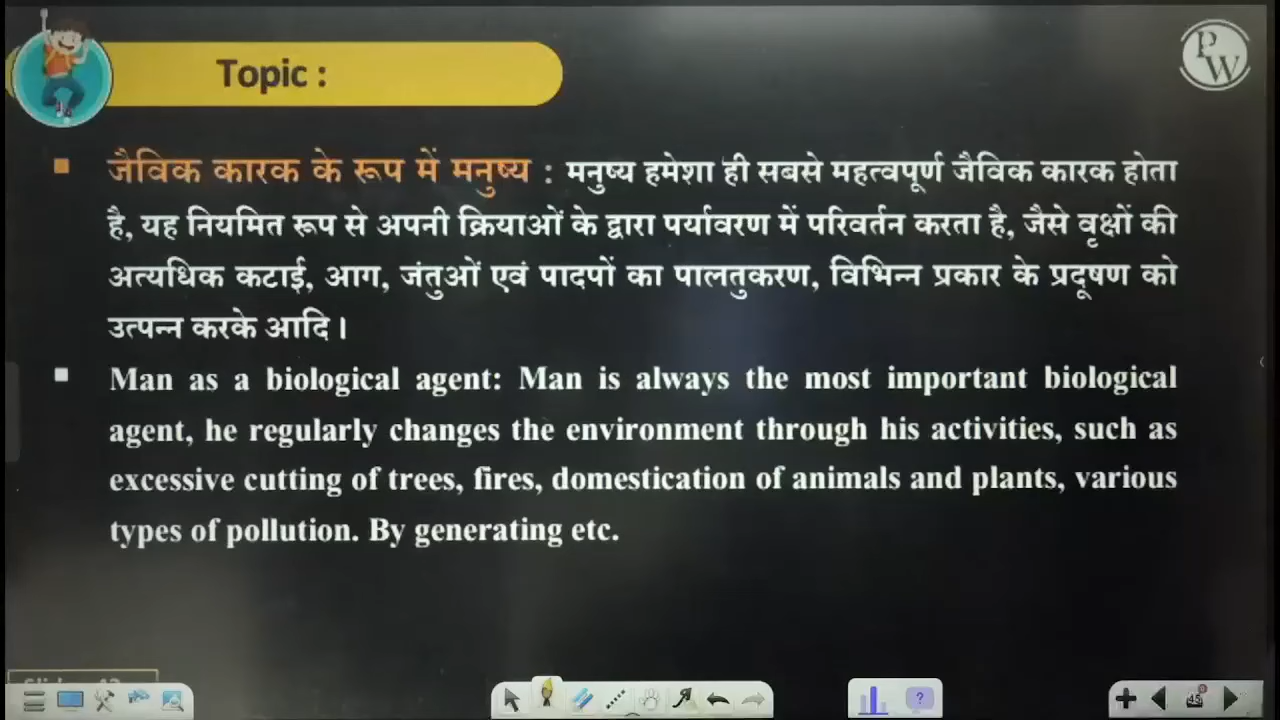 Topic :
PW
जैविक कारक के रूप में मनुष्य : मनुष्य हमेशा ही सबसे महत्वपूर्ण जैविक कारक होता
है, यह नियमित रूप से अपनी क्रियाओं के द्वारा पर्यावरण में परिवर्तन करता है, जैसे वृक्षों की
अत्यधिक कटाई, आग, जंतुओं एवं पादपों का पालतुकरण, विभिन्न प्रकार के प्रदूषण को
उत्पन्न करके आदि।
Man as a biological agent: Man is always the most important biological
agent, he regularly changes the environment through his activities, such as
excessive cutting of trees, fires, domestication of animals and plants, various
types of pollution. By generating etc.
45